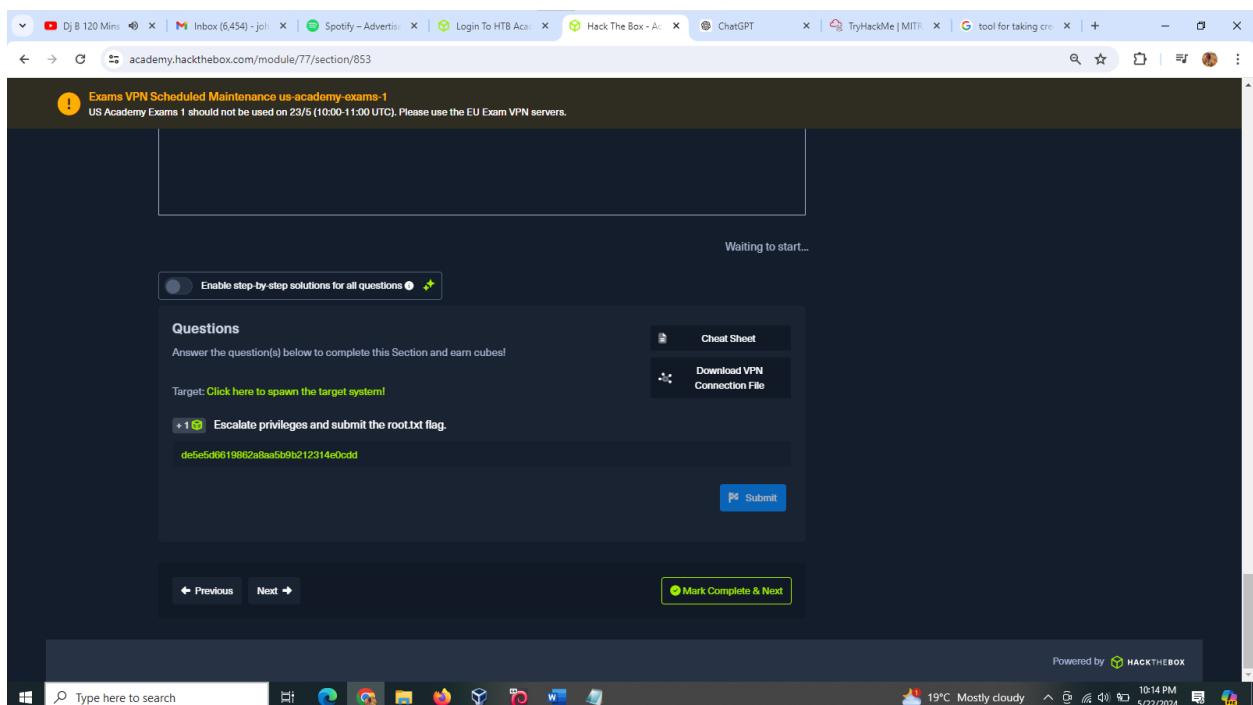 Dj B 120 Mins
Inbox (6,454) - joh
Spotify – Advertis
Login To HTB Aca
Hack The Box - Ac
ChatGPT
TryHackMe | MITR
tool for taking cre
academy.hackthebox.com/module/77/section/853
Exams VPN Scheduled Maintenance us-academy-exams-1
US Academy Exams 1 should not be used on 23/5 (10:00-11:00 UTC). Please use the EU Exam VPN servers.
Waiting to start...
Enable step-by-step solutions for all questions
Questions
Cheat Sheet
Answer the question(s) below to complete this Section and earn cubes!
Download VPN
Connection File
Target: Click here to spawn the target system!
+ 1 Escalate privileges and submit the root.txt flag.
de5e5d6619862a8aa5b9b212314e0cdd
Submit
Previous
Next
Mark Complete & Next
Powered by HACKTHEBOX
Type here to search
19°C Mostly cloudy
10:14 PM
5/22/2024